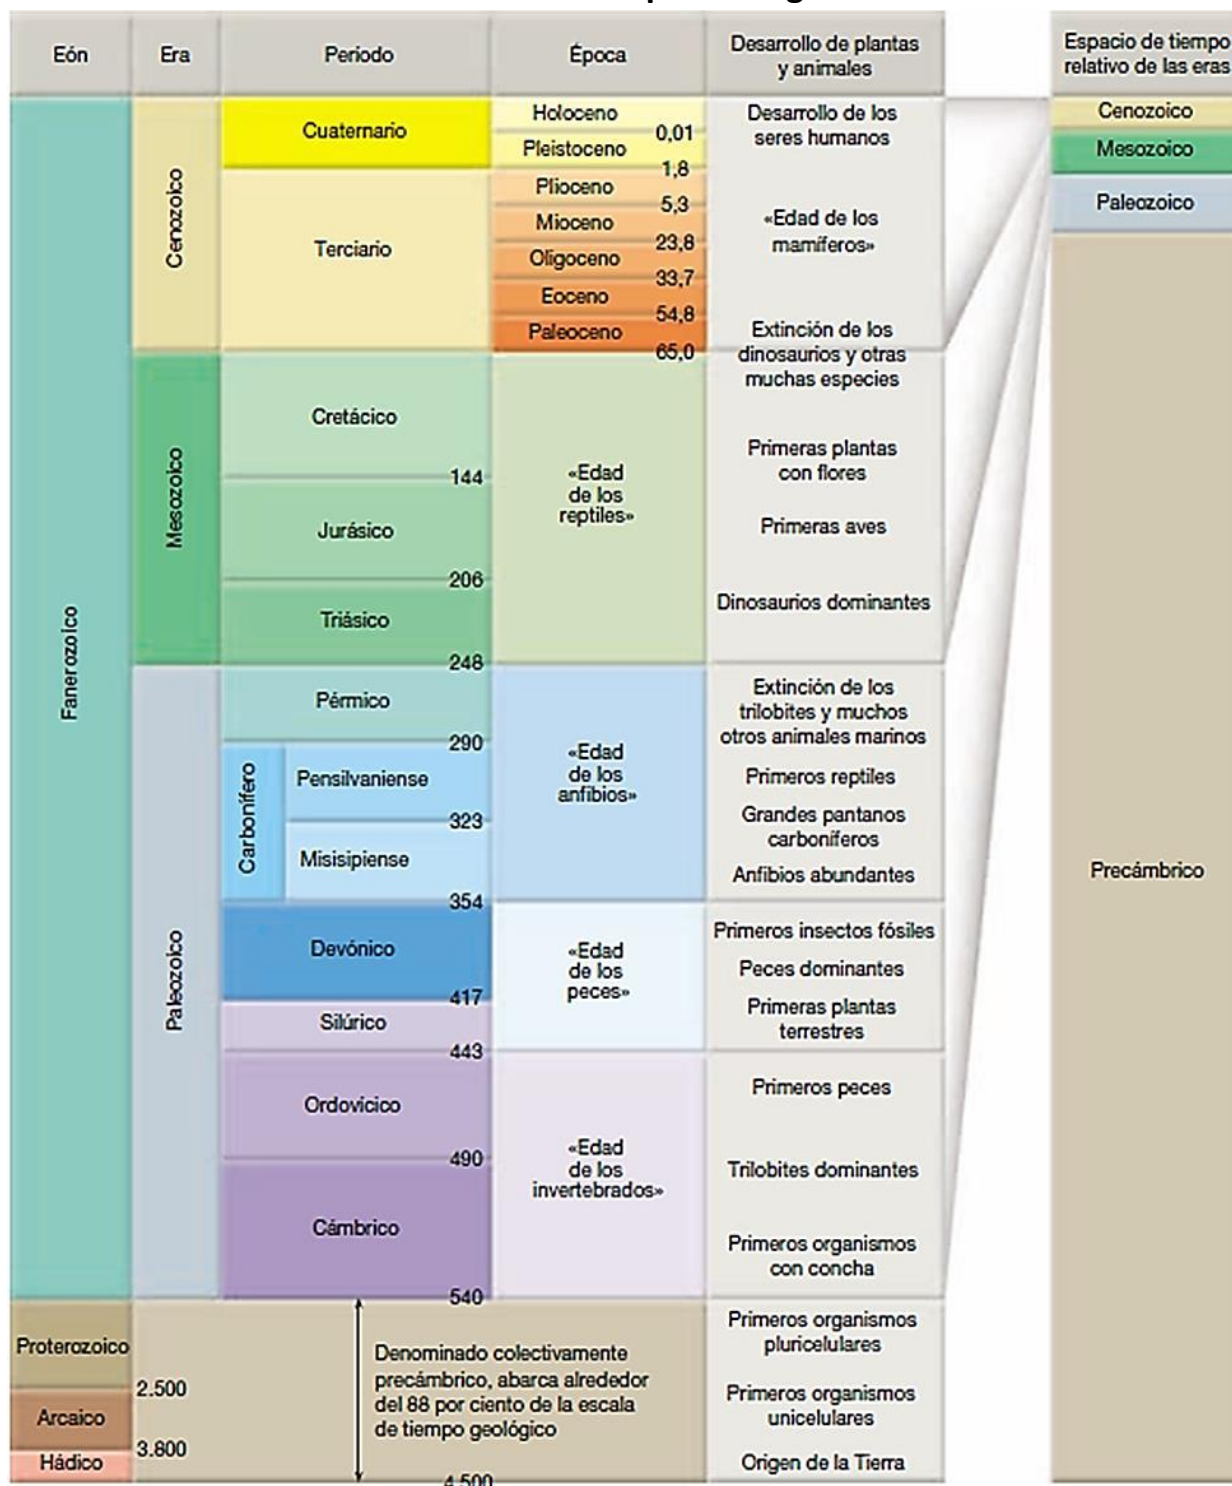 Eón
Era
Período
Época
Desarrollo de plantas
y animales
Espacio de tiempo
relativo de las eras
Fanerozoico
Cenozoico
Cuaternario
Holoceno
0,01
Pleistoceno
1,8
Desarrollo de los
seres humanos
Terciario
Plioceno
5,3
Mioceno
23,8
Oligoceno
33,7
Eoceno
54,8
Paleoceno
65,0
«Edad de los
mamíferos»
Extinción de los
dinosaurios y otras
muchas especies
Mesozoico
Cretácico
144
Jurásico
206
Triásico
248
«Edad
de los
reptiles»
Primeras plantas
con flores
Primeras aves
Dinosaurios dominantes
Paleozoico
Pérmico
290
Carbonífero
Pensilvaniense
323
Misisipiense
354
«Edad
de los
anfibios»
Extinción de los
trilobites y muchos
otros animales marinos
Primeros reptiles
Grandes pantanos
carboníferos
Anfibios abundantes
Devónico
417
Silúrico
443
«Edad
de los
peces»
Primeros insectos fósiles
Peces dominantes
Primeras plantas
terrestres
Ordovícico
490
Cámbrico
540
«Edad
de los
invertebrados»
Primeros peces
Trilobites dominantes
Primeros organismos
con concha
Proterozoico
2.500
Arcaico
3.800
Hádico
4.500
Denominado colectivamente
precámbrico, abarca alrededor
del 88 por ciento de la escala
de tiempo geológico
Primeros organismos
pluricelulares
Primeros organismos
unicelulares
Origen de la Tierra
Cenozoico
Mesozoico
Paleozoico
Precámbrico